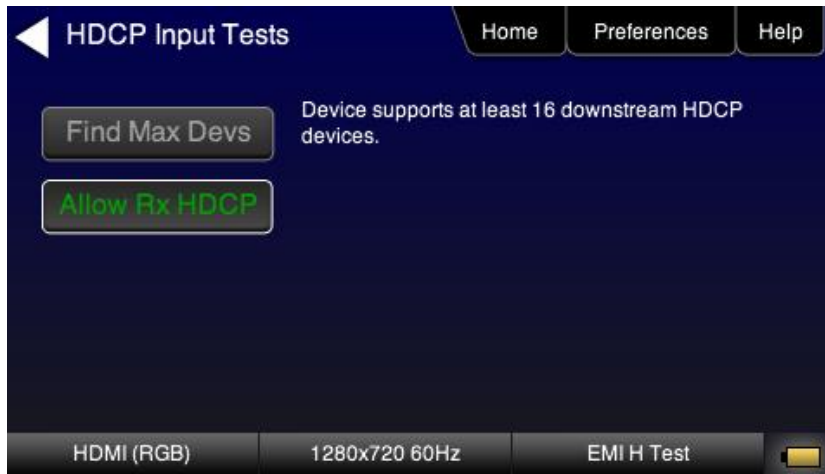 HDCP Input Tests
Home
Preferences
Help
Find Max Devs
Device supports at least 16 downstream HDCP
devices.
Allow Rx HDCP
HDMI (RGB)
1280x720 60Hz
EMI H Test